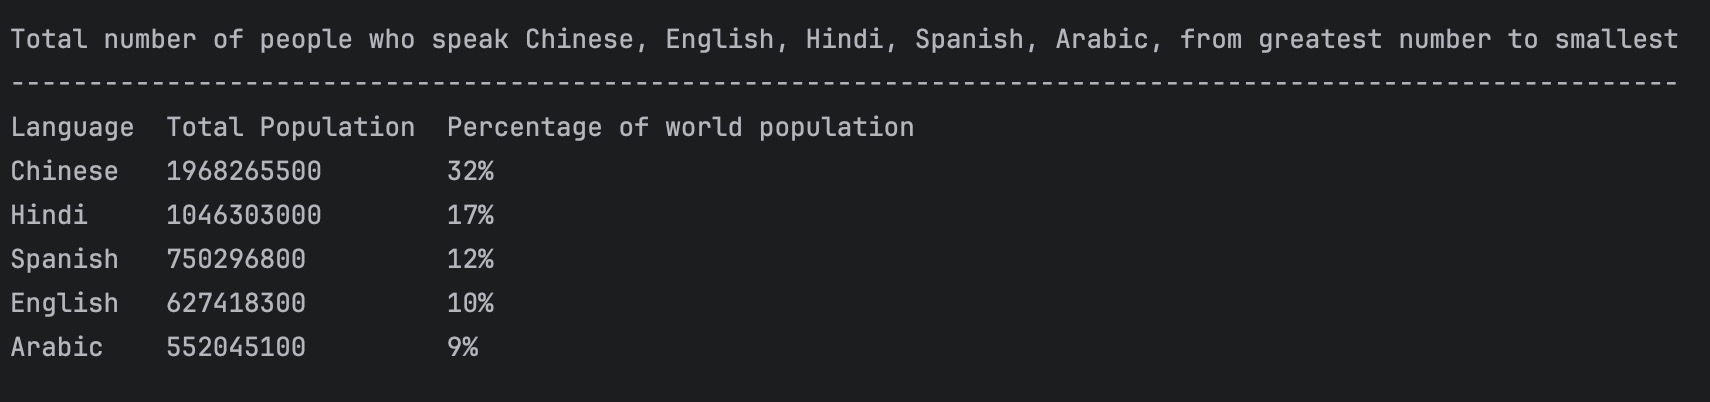 Total number of people who speak Chinese, English, Hindi, Spanish, Arabic, from greatest number to smallest
-----------------------------------------------------------------------------------------------------------
Language  Total Population  Percentage of world population
Chinese   1968265500        32%
Hindi     1046303000        17%
Spanish   750296800         12%
English   627418300         10%
Arabic    552045100         9%